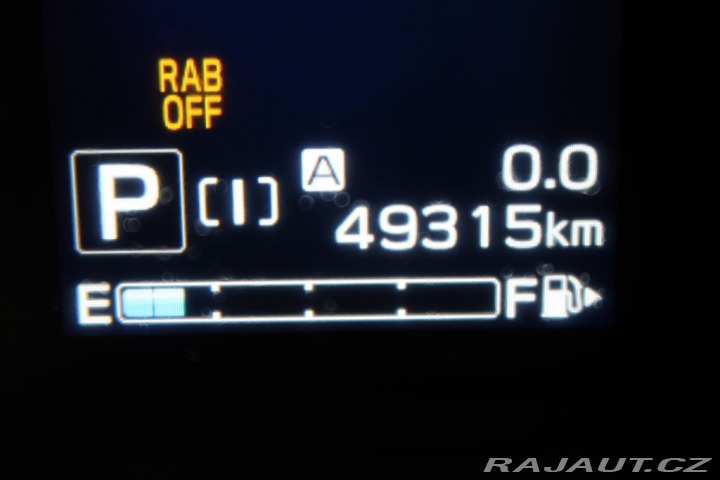 RAB
OFF
P [I] A 0.0
49315km
E F
RAJAUT.CZ